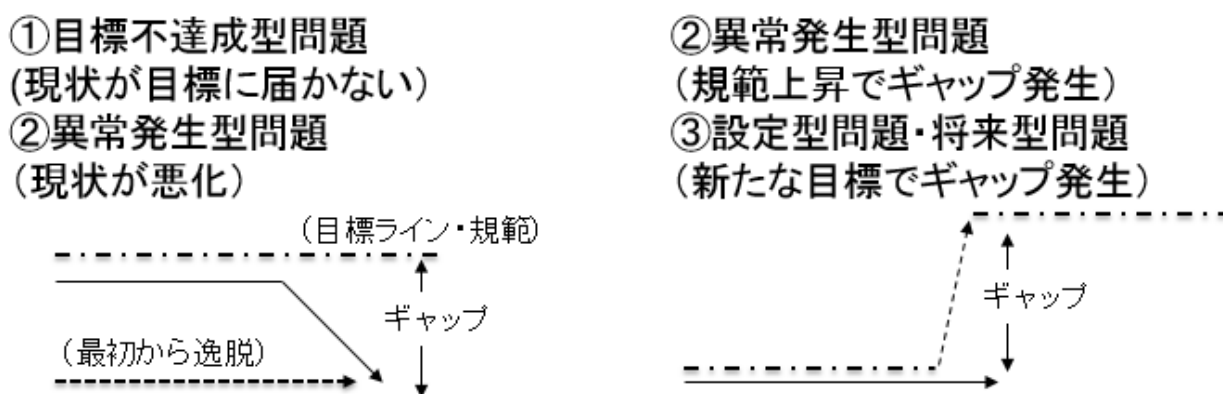 ①目標不達成型問題
(現状が目標に届かない）
②異常発生型問題
（現状が悪化）
（目標ライン・規範）
ギャップ
（最初から逸脱）
②異常発生型問題
（規範上昇でギャップ発生）
③設定型問題・将来型問題
（新たな目標でギャップ発生）
ギャップ